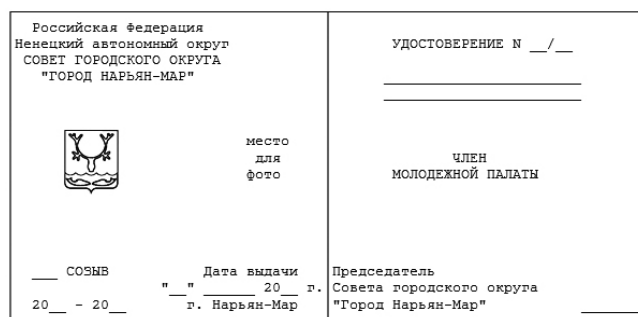 Российская Федерация
Ненецкий автономный округ
СОВЕТ ГОРОДСКОГО ОКРУГА
"ГОРОД НАРЬЯН-МАР"
место
для
фото
___ СОЗЫВ
Дата выдачи
"__" ______ 20__ г.
20__ - 20__
г. Нарьян-Мар
УДОСТОВЕРЕНИЕ N __/__
ЧЛЕН
МОЛОДЕЖНОЙ ПАЛАТЫ
Председатель
Совета городского округа
"Город Нарьян-Мар" _______